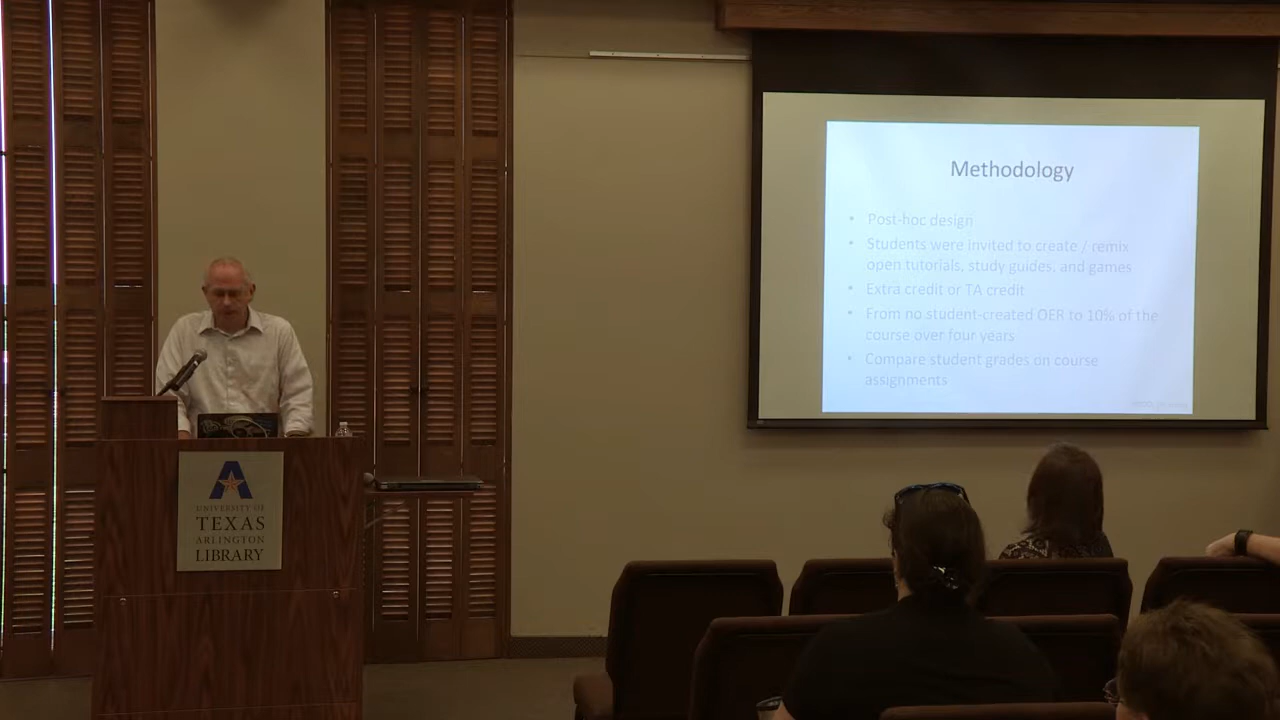 Methodology
• Post-hoc design
• Students were invited to create / remix
open tutorials, study guides, and games
• Extra credit or TA credit
• From no student-created OER to 10% of the
course over four years
• Compare student grades on course
assignments
A
UNIVERSITY OF
TEXAS
ARLINGTON
LIBRARY